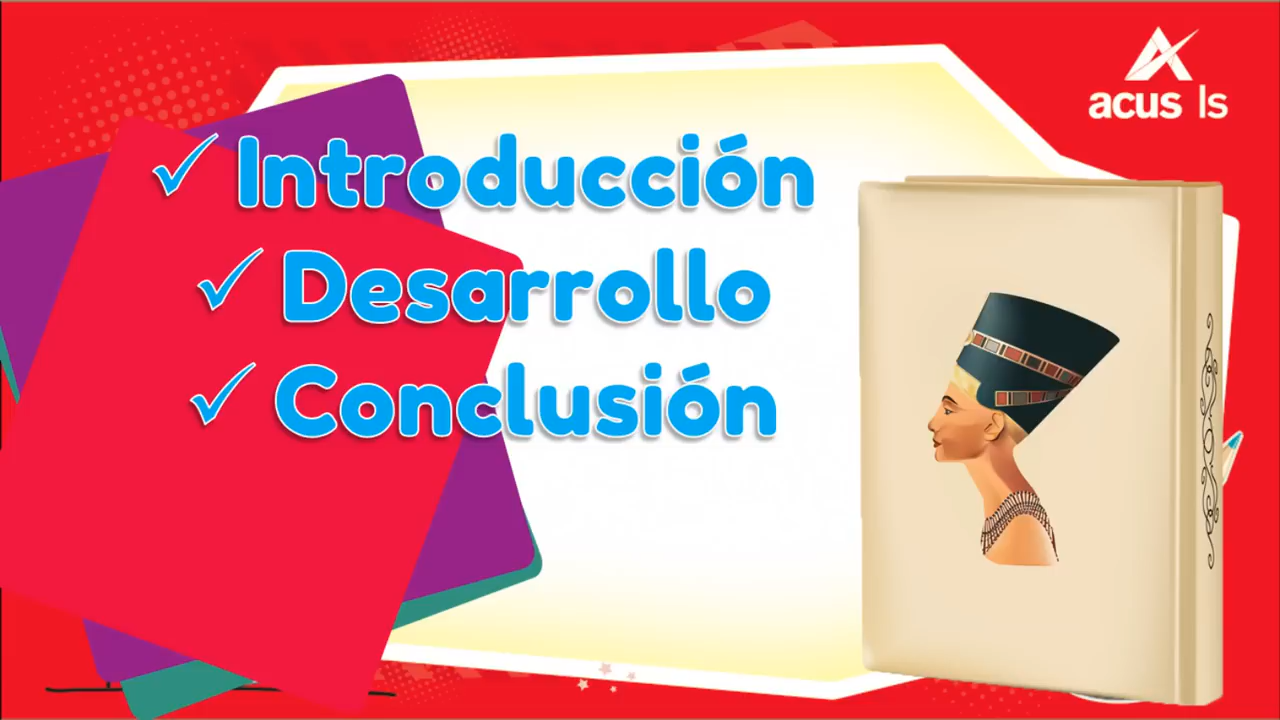 acus ls
✓ Introducción
✓ Desarrollo
✓ Conclusión